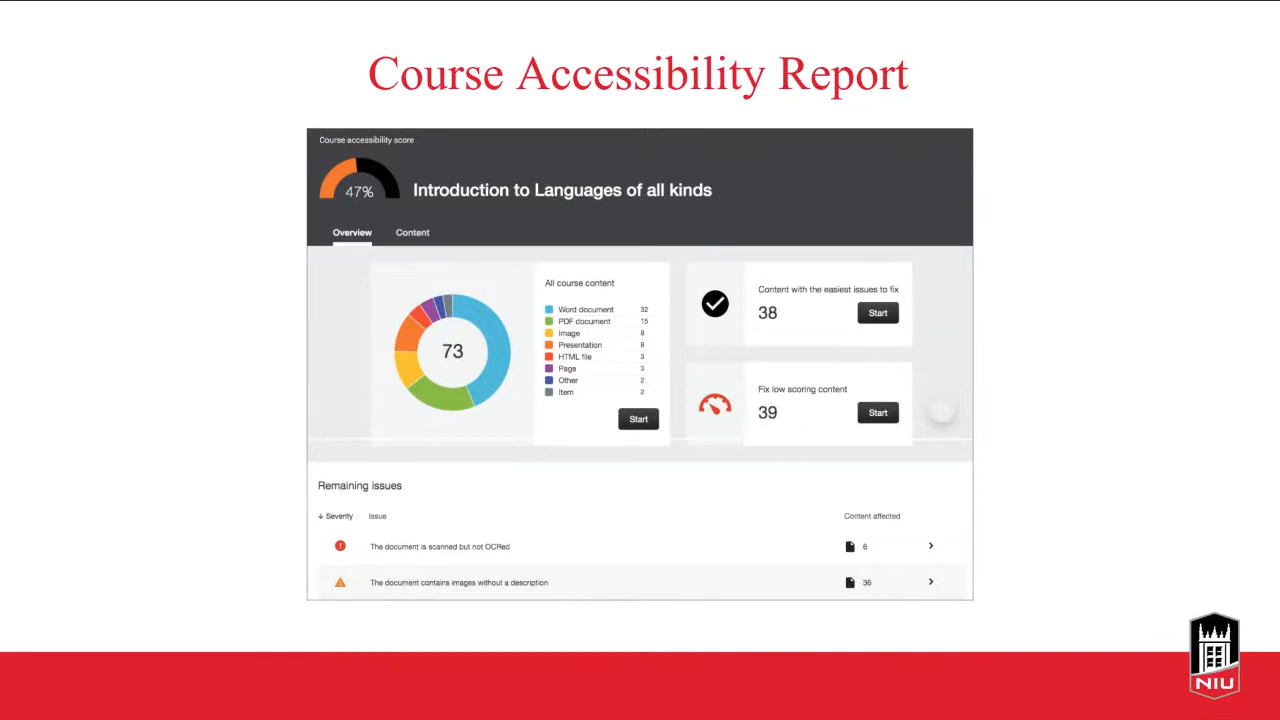 Course Accessibility Report
Course accessibility score
47%
Introduction to Languages of all kinds
Overview Content
73
All course content
Word document 32
PDF document 15
Image 8
Presentation 8
HTML file 3
Page 3
Other 2
Item 2
Start
Content with the easiest issues to fix
38 Start
Fix low scoring content
39 Start
Remaining issues
↓ Severity Issue Content affected
The document is scanned but not OCRed 6
The document contains images without a description 36
NIU